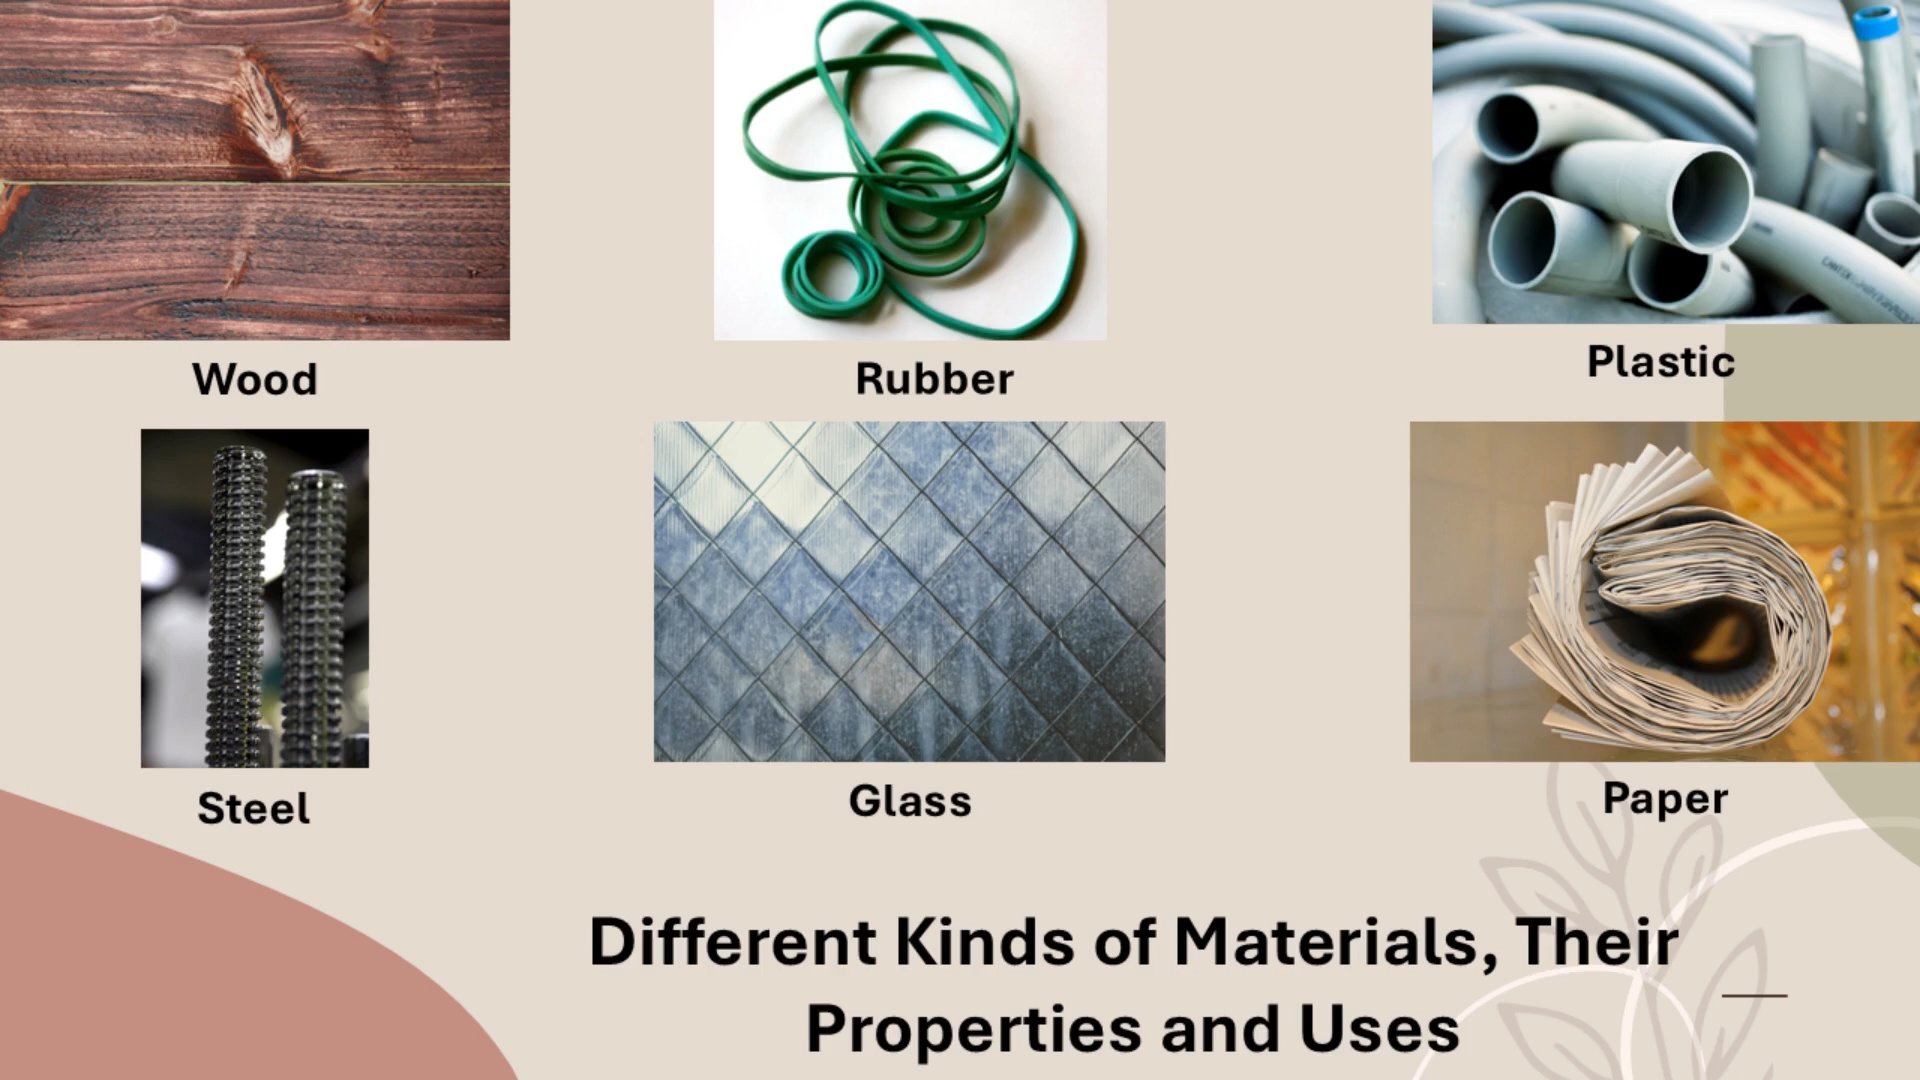 Wood
Rubber
Plastic
Steel
Glass
Paper
Different Kinds of Materials, Their
Properties and Uses